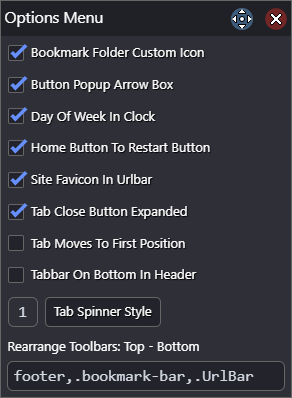 Options Menu
Bookmark Folder Custom Icon
Button Popup Arrow Box
Day Of Week In Clock
Home Button To Restart Button
Site Favicon In Urlbar
Tab Close Button Expanded
Tab Moves To First Position
Tabbar On Bottom In Header
1 Tab Spinner Style
Rearrange Toolbars: Top - Bottom
footer,.bookmark-bar,.UrlBar